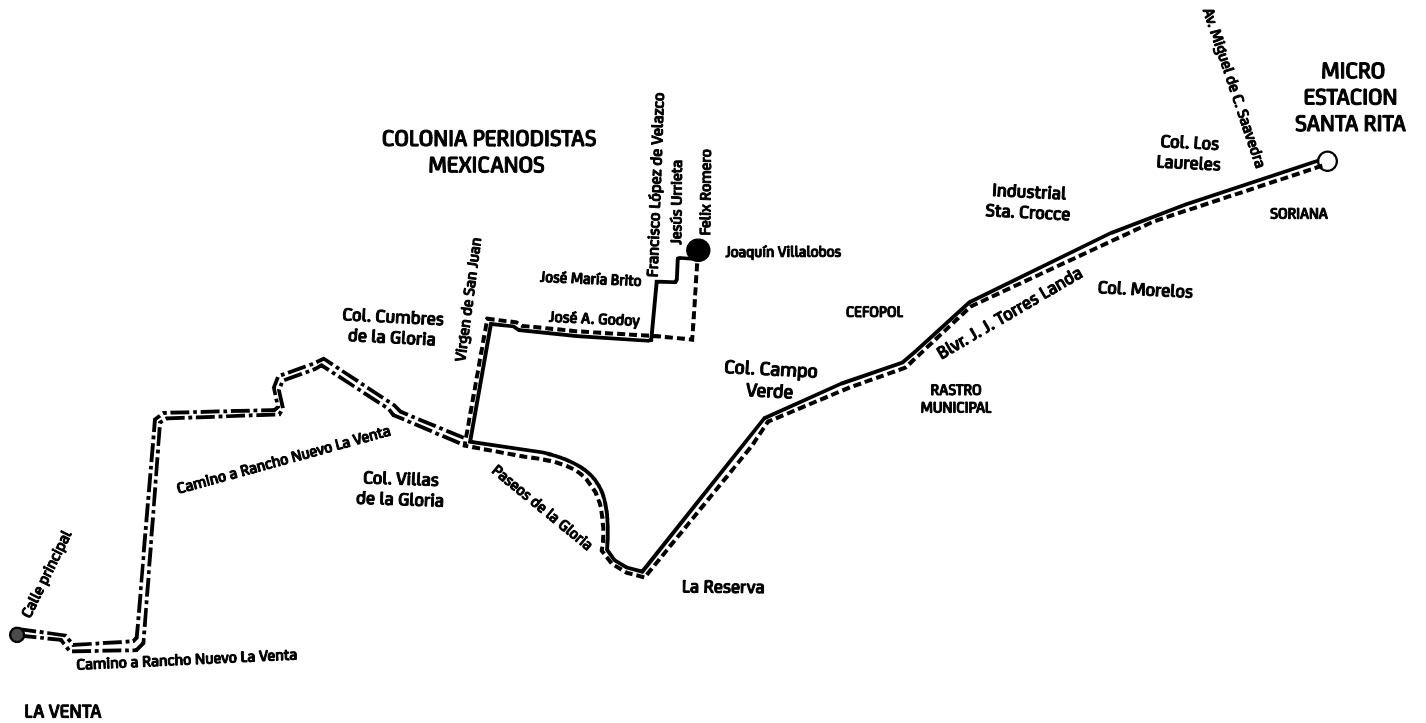 Av. Miguel de C. Saavedra
MICRO
ESTACION
SANTA RITA
COLONIA PERIODISTAS
MEXICANOS
Francisco López de Velazco
Jesús Urrieta
Felix Romero
Col. Los
Laureles
Industrial
Sta. Crocce
SORIANA
Joaquín Villalobos
José María Brito
Virgen de San Juan
Col. Morelos
Blvr. J. J. Torres Landa
José A. Godoy
CEFOPOL
Col. Cumbres
de la Gloria
Col. Campo
Verde
RASTRO
MUNICIPAL
Camino a Rancho Nuevo La Venta
Col. Villas
de la Gloria
Paseos de la Gloria
La Reserva
Calle principal
Camino a Rancho Nuevo La Venta
LA VENTA